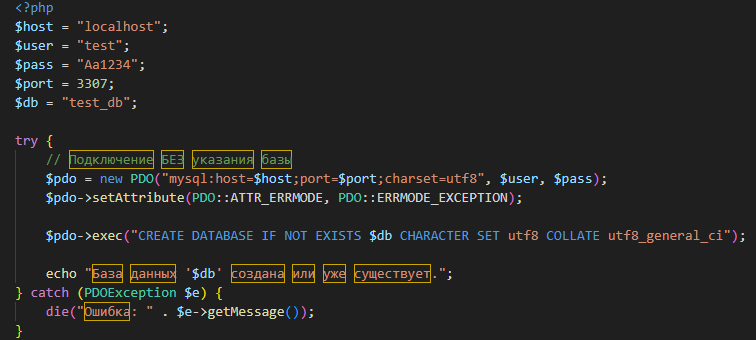 <?php
$host = "localhost";
$user = "test";
$pass = "Aa1234";
$port = 3307;
$db = "test_db";

try {
    // Подключение БЕЗ указания базы
    $pdo = new PDO("mysql:host=$host;port=$port;charset=utf8", $user, $pass);
    $pdo->setAttribute(PDO::ATTR_ERRMODE, PDO::ERRMODE_EXCEPTION);

    $pdo->exec("CREATE DATABASE IF NOT EXISTS $db CHARACTER SET utf8 COLLATE utf8_general_ci");

    echo "База данных '$db' создана или уже существует.";
} catch (PDOException $e) {
    die("Ошибка: " . $e->getMessage());
}